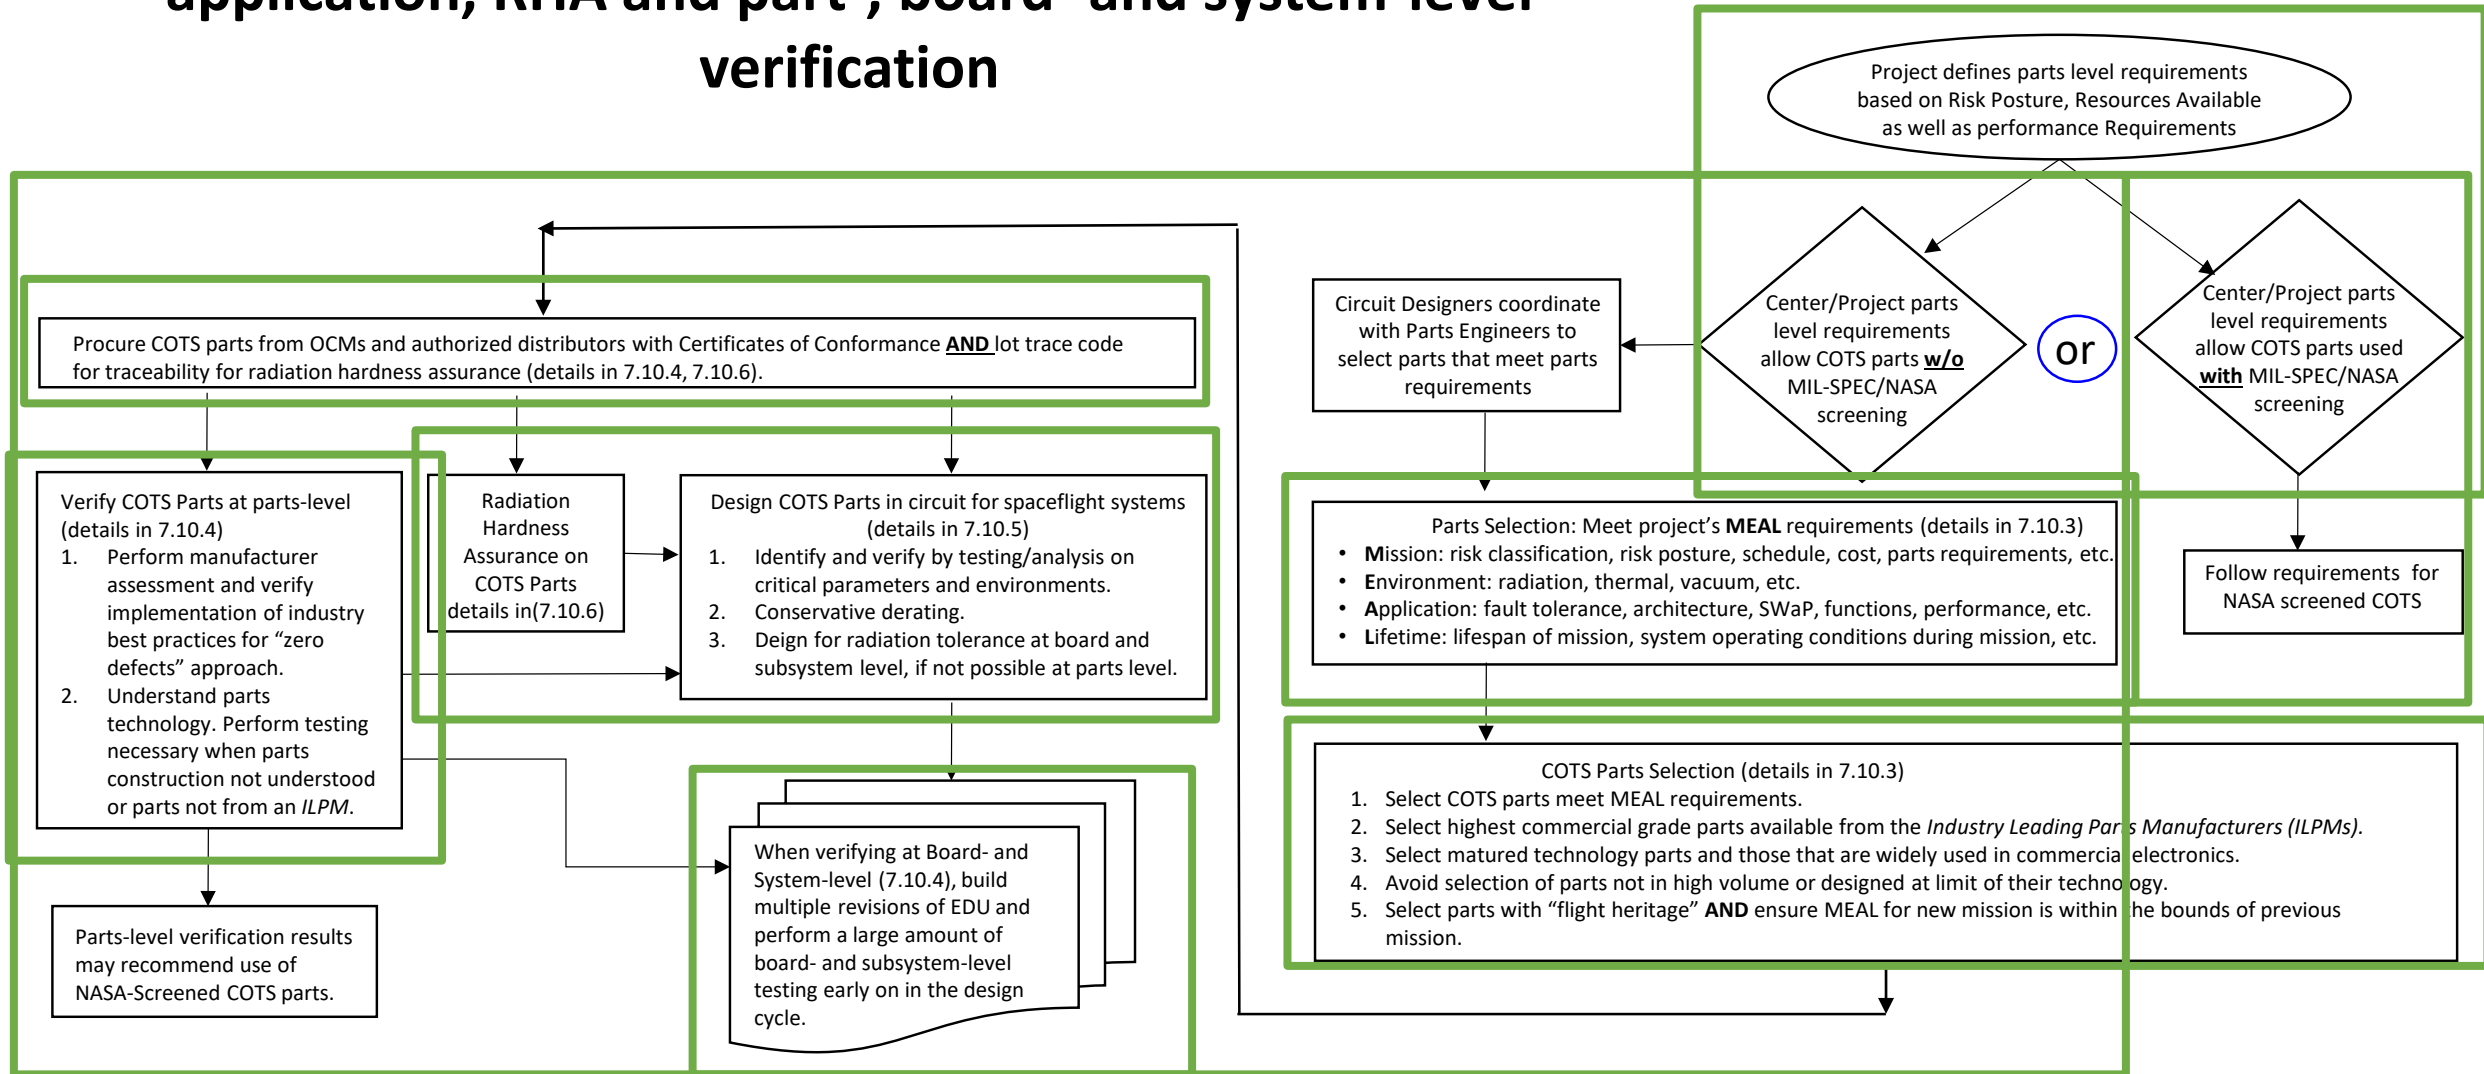 application, RHA and part-, board- and system-level
verification
Project defines parts level requirements
based on Risk Posture, Resources Available
as well as performance Requirements
Center/Project parts
level requirements
allow COTS parts w/o
MIL-SPEC/NASA
screening
or
Center/Project parts
level requirements
allow COTS parts used
with MIL-SPEC/NASA
screening
Circuit Designers coordinate
with Parts Engineers to
select parts that meet parts
requirements
Follow requirements for
NASA screened COTS
Parts Selection: Meet project's MEAL requirements (details in 7.10.3)
• Mission: risk classification, risk posture, schedule, cost, parts requirements, etc.
• Environment: radiation, thermal, vacuum, etc.
• Application: fault tolerance, architecture, SWaP, functions, performance, etc.
• Lifetime: lifespan of mission, system operating conditions during mission, etc.
COTS Parts Selection (details in 7.10.3)
1. Select COTS parts meet MEAL requirements.
2. Select highest commercial grade parts available from the Industry Leading Parts Manufacturers (ILPMs).
3. Select matured technology parts and those that are widely used in commercial electronics.
4. Avoid selection of parts not in high volume or designed at limit of their technology.
5. Select parts with “flight heritage” AND ensure MEAL for new mission is within the bounds of previous
mission.
Procure COTS parts from OCMs and authorized distributors with Certificates of Conformance AND lot trace code
for traceability for radiation hardness assurance (details in 7.10.4, 7.10.6).
Verify COTS Parts at parts-level
(details in 7.10.4)
1. Perform manufacturer
assessment and verify
implementation of industry
best practices for “zero
defects” approach.
2. Understand parts
technology. Perform testing
necessary when parts
construction not understood
or parts not from an ILPM.
Radiation
Hardness
Assurance on
COTS Parts
details in(7.10.6)
Design COTS Parts in circuit for spaceflight systems
(details in 7.10.5)
1. Identify and verify by testing/analysis on
critical parameters and environments.
2. Conservative derating.
3. Deign for radiation tolerance at board and
subsystem level, if not possible at parts level.
Parts-level verification results
may recommend use of
NASA-Screened COTS parts.
When verifying at Board- and
System-level (7.10.4), build
multiple revisions of EDU and
perform a large amount of
board- and subsystem-level
testing early on in the design
cycle.